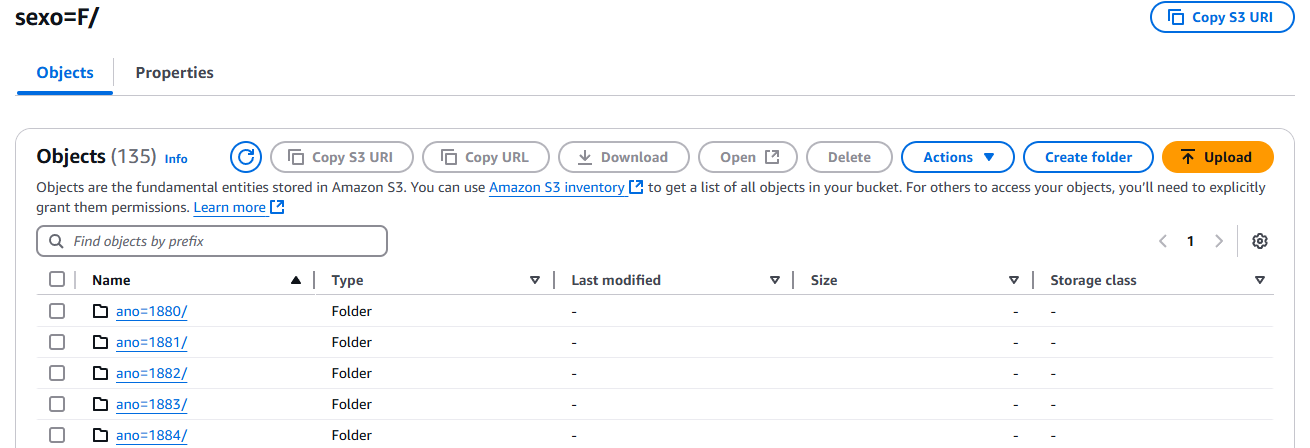 sexo=F/
Copy S3 URI
Objects
Properties
Objects (135) Info
Copy S3 URI
Copy URL
Download
Open
Delete
Actions
Create folder
Upload
Objects are the fundamental entities stored in Amazon S3. You can use Amazon S3 inventory to get a list of all objects in your bucket. For others to access your objects, you'll need to explicitly
grant them permissions. Learn more
Find objects by prefix
1
Name Type Last modified Size Storage class
ano=1880/ Folder - - -
ano=1881/ Folder - - -
ano=1882/ Folder - - -
ano=1883/ Folder - - -
ano=1884/ Folder - - -